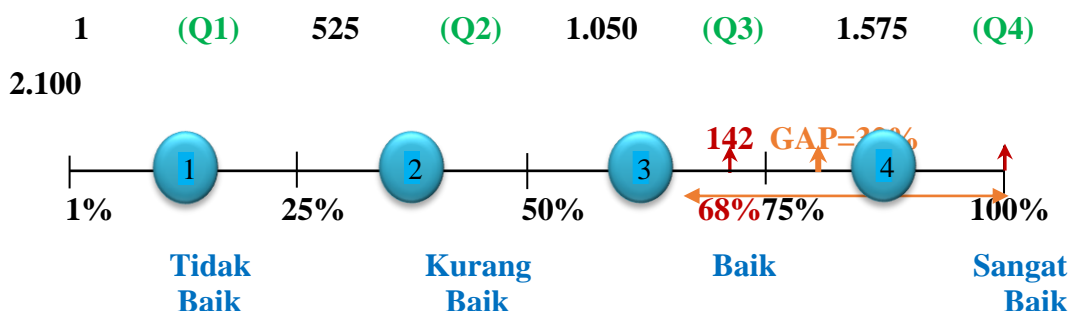 1 (Q1) 525 (Q2) 1.050 (Q3) 1.575 (Q4)
2.100
142
1 2 3 4
1% 25% 50% 68% 75% 100%
Tidak Kurang Baik Sangat
Baik Baik Baik